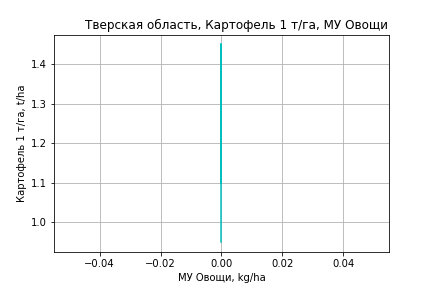 Тверская область, Картофель 1 т/га, МУ Овощи
Картофель 1 т/га, t/ha
1.4
1.3
1.2
1.1
1.0
−0.04 −0.02 0.00 0.02 0.04
МУ Овощи, kg/ha